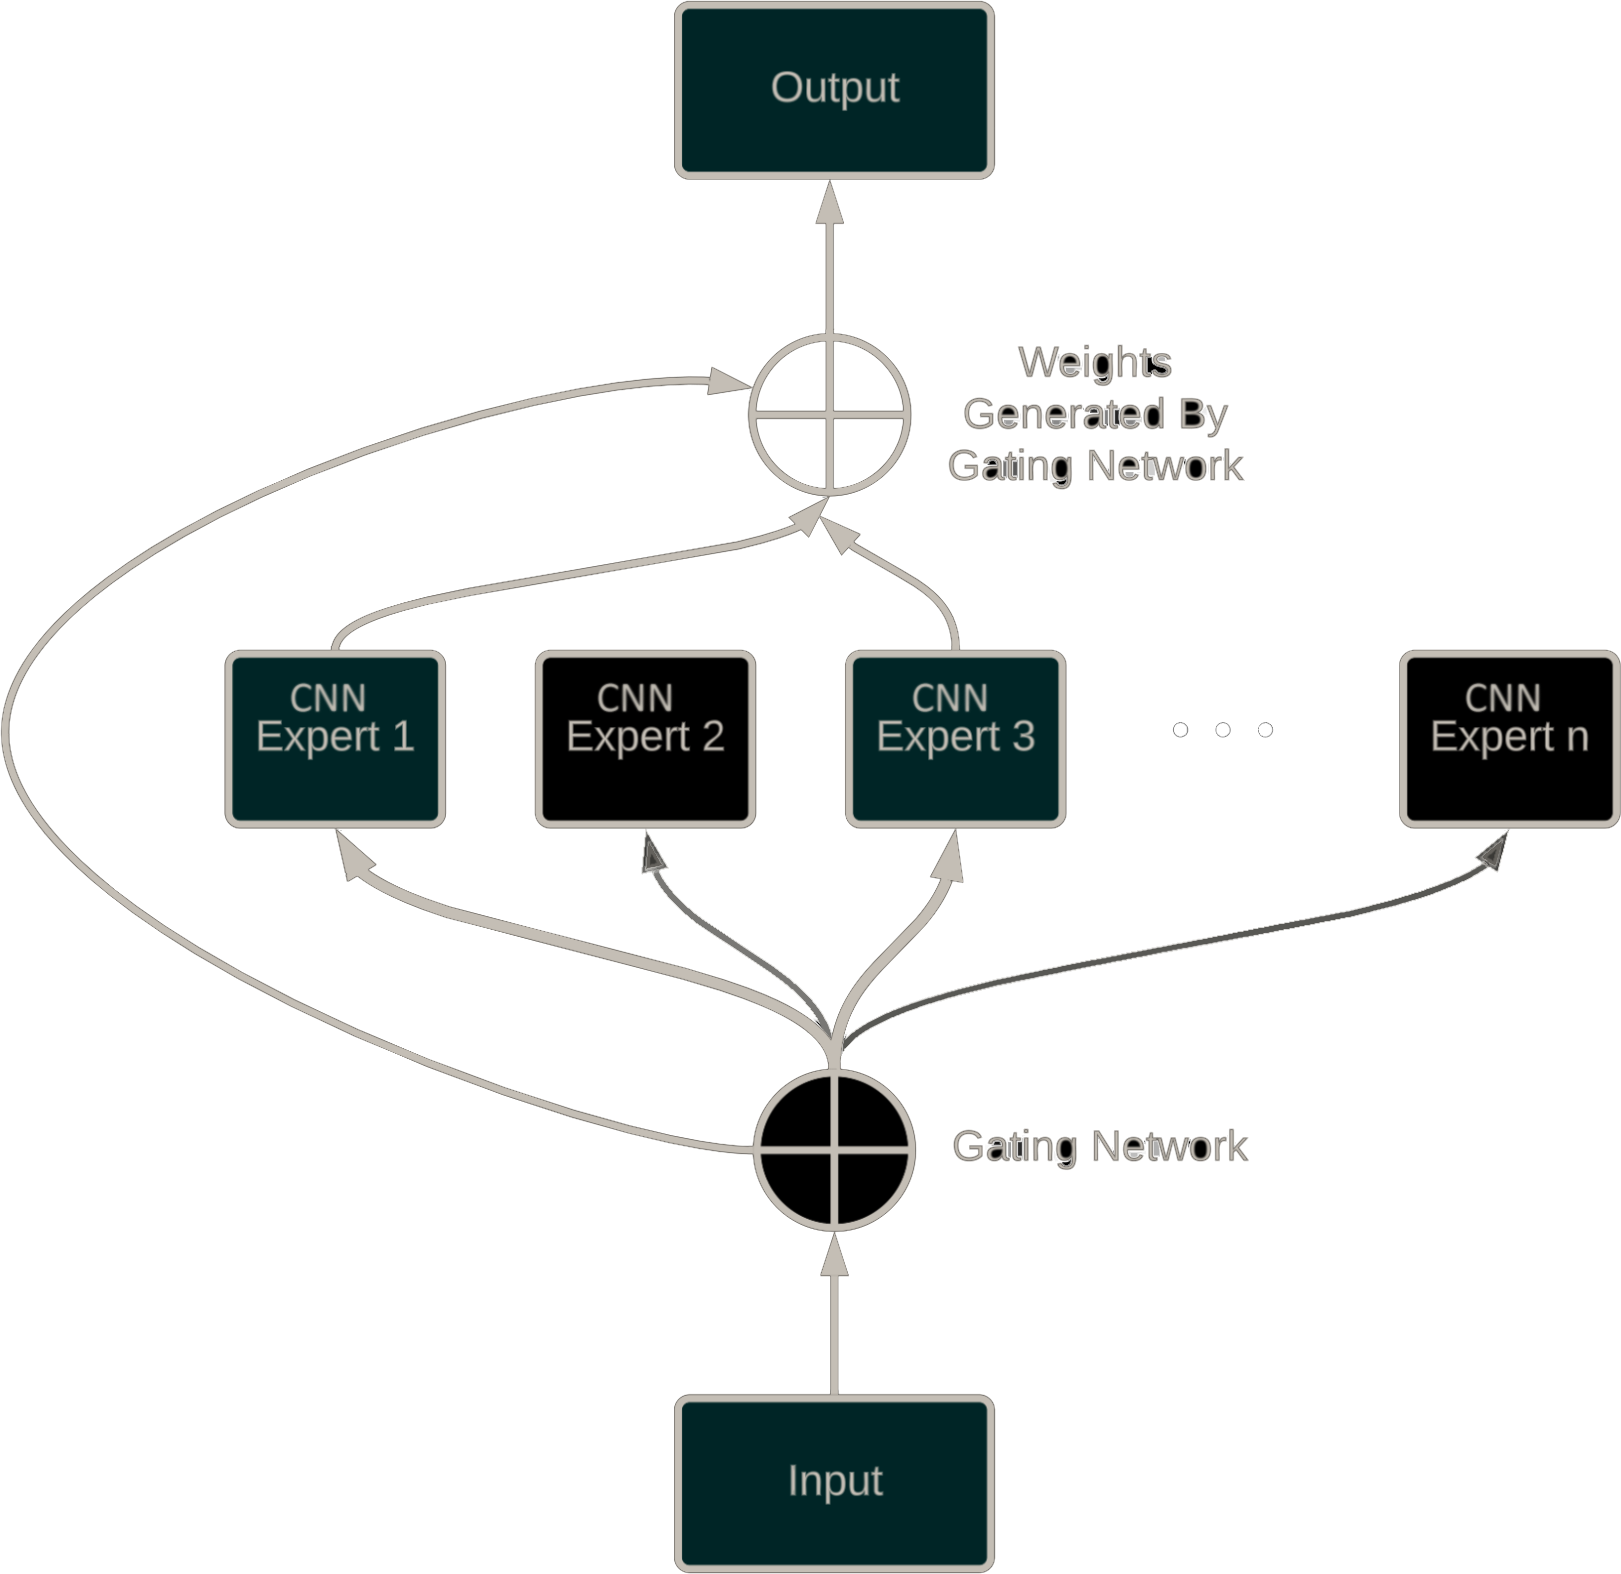 Output
Weights
Generated By
Gating Network
CNN
Expert 1
CNN
Expert 2
CNN
Expert 3
CNN
Expert n
Gating Network
Input